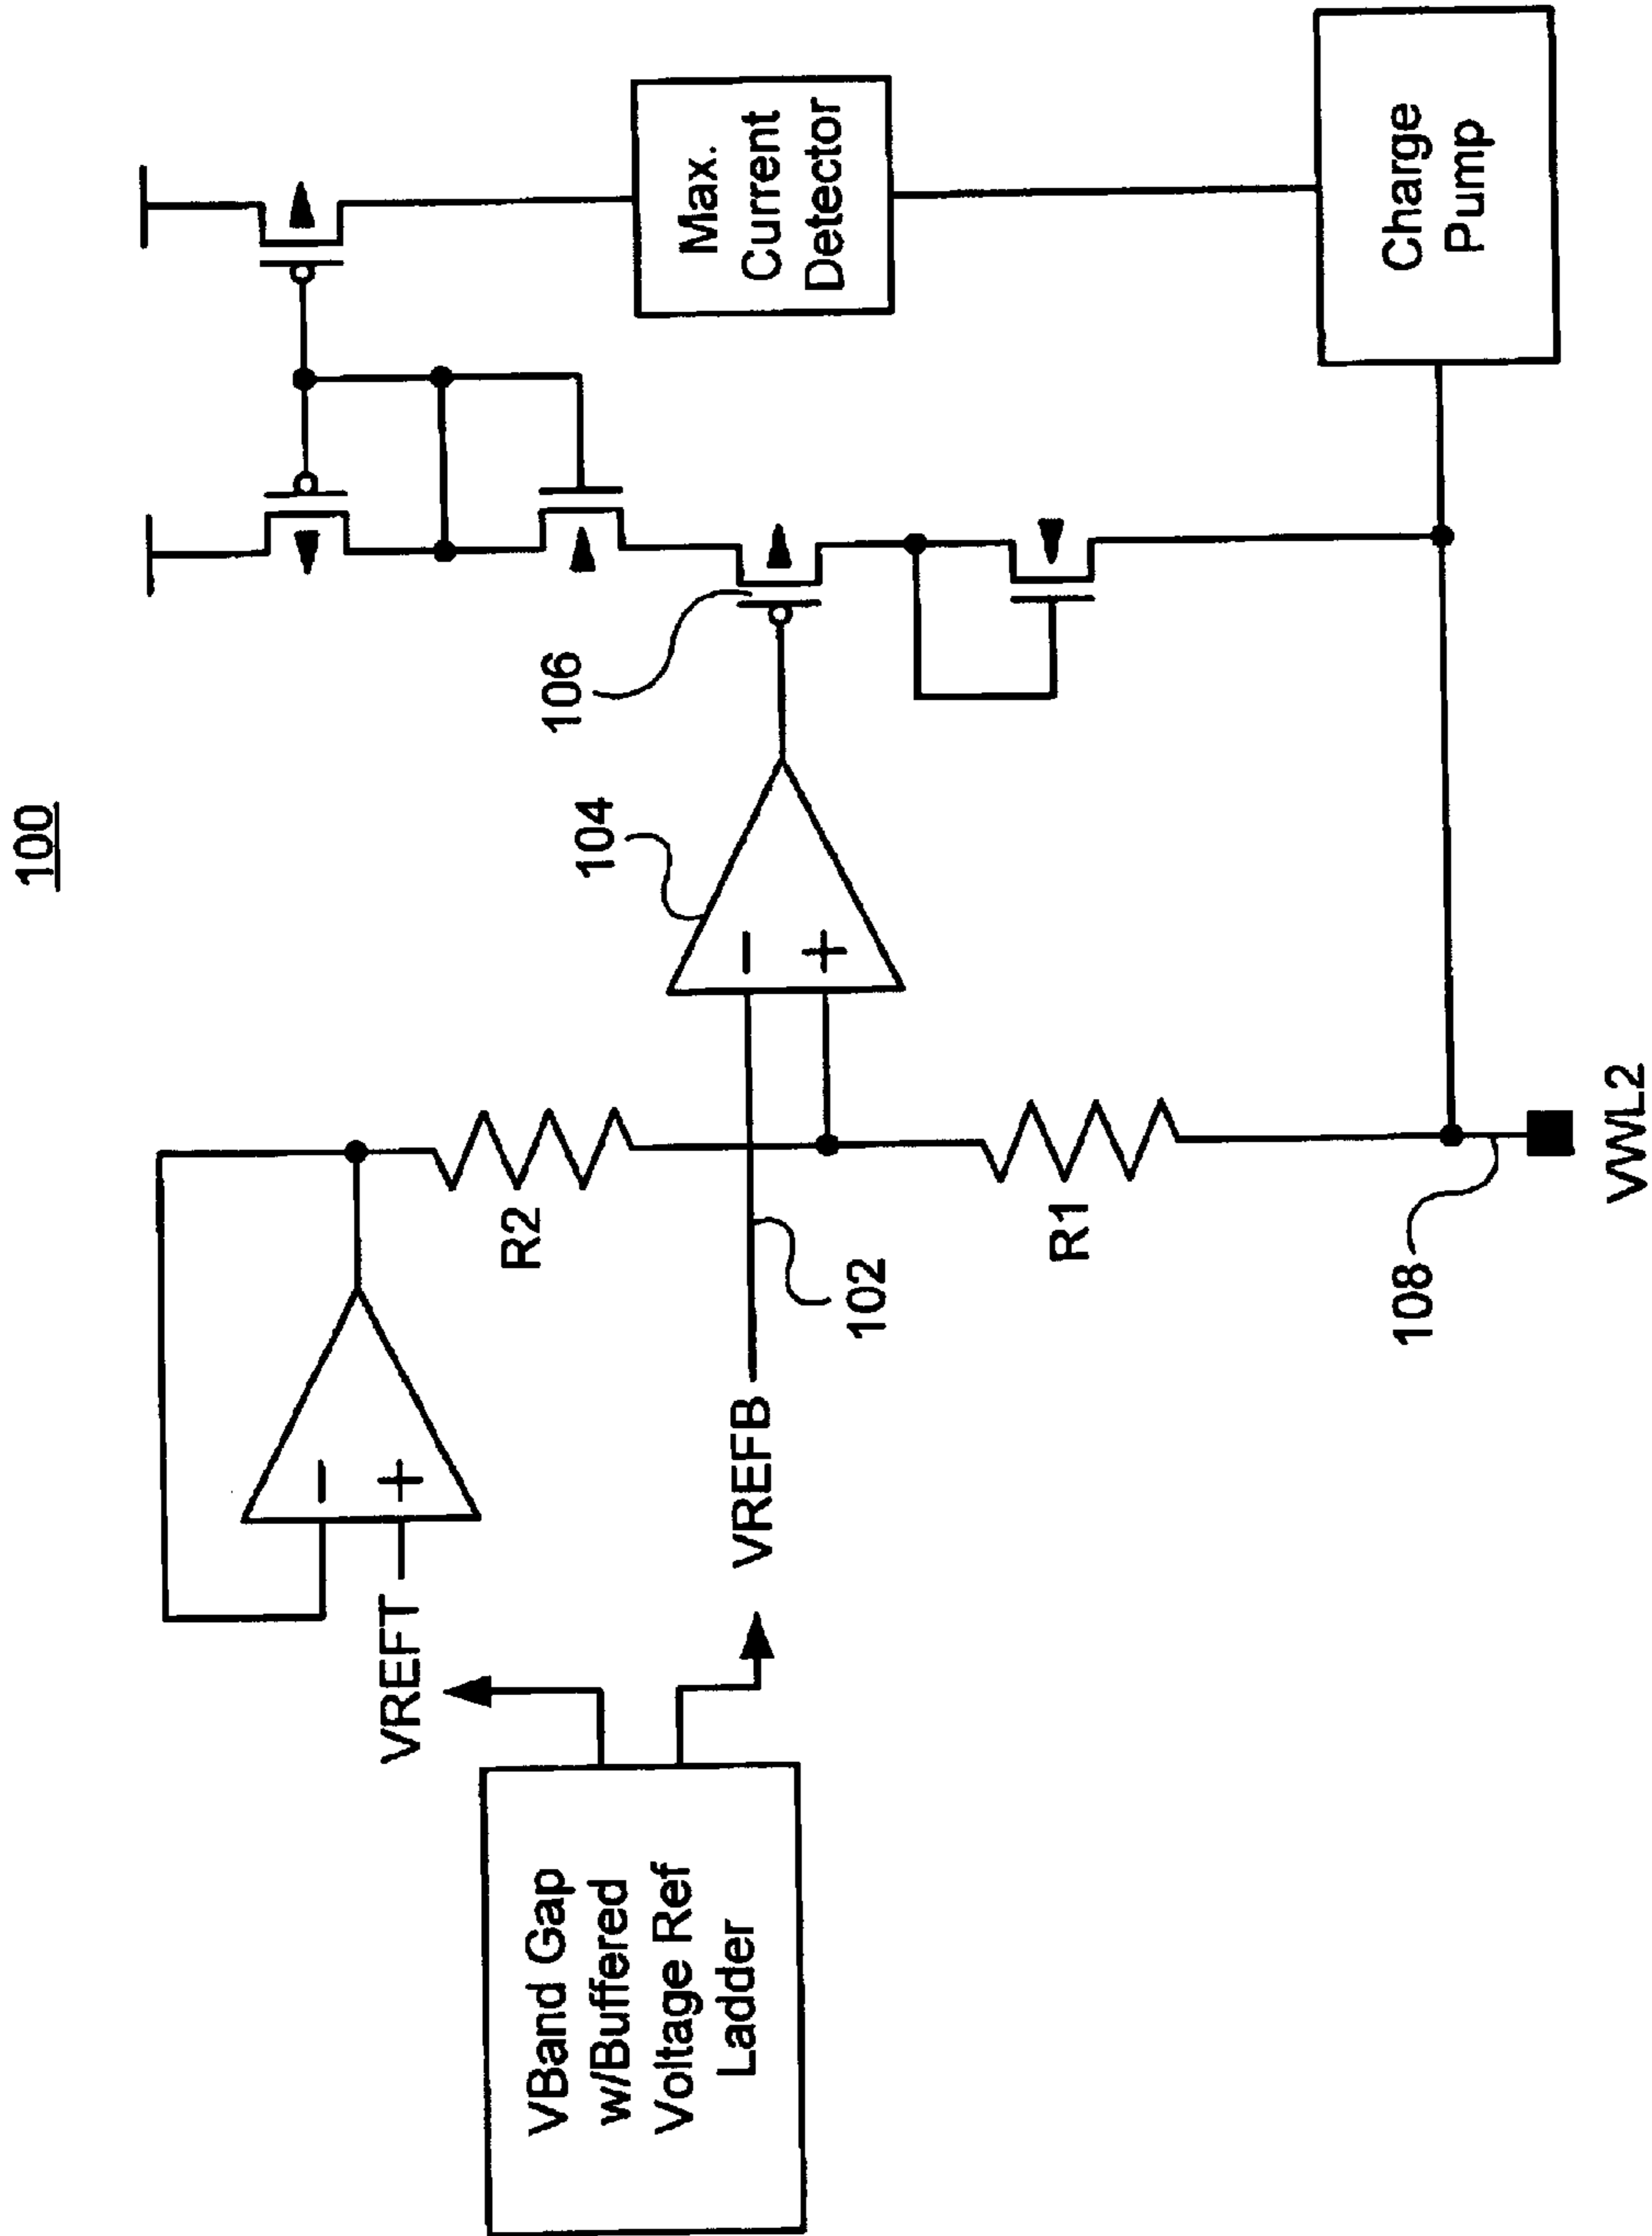 100
VBand Gap
w/Buffered
Voltage Ref
Ladder
VREFT
−
+
VREFB
102
R2
R1
104
−
+
106
108
VWL2
Max.
Current
Detector
Charge
Pump